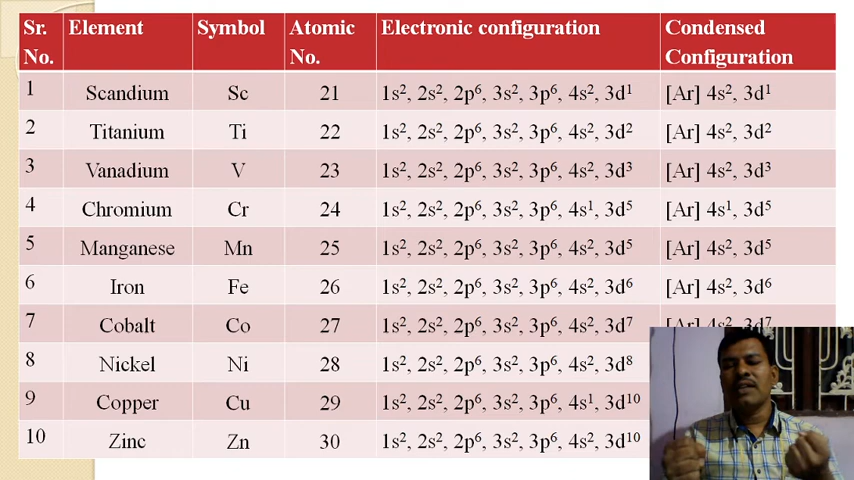 Sr. No. Element Symbol Atomic No. Electronic configuration Condensed Configuration
1 Scandium Sc 21 1s², 2s², 2p⁶, 3s², 3p⁶, 4s², 3d¹ [Ar] 4s², 3d¹
2 Titanium Ti 22 1s², 2s², 2p⁶, 3s², 3p⁶, 4s², 3d² [Ar] 4s², 3d²
3 Vanadium V 23 1s², 2s², 2p⁶, 3s², 3p⁶, 4s², 3d³ [Ar] 4s², 3d³
4 Chromium Cr 24 1s², 2s², 2p⁶, 3s², 3p⁶, 4s¹, 3d⁵ [Ar] 4s¹, 3d⁵
5 Manganese Mn 25 1s², 2s², 2p⁶, 3s², 3p⁶, 4s², 3d⁵ [Ar] 4s², 3d⁵
6 Iron Fe 26 1s², 2s², 2p⁶, 3s², 3p⁶, 4s², 3d⁶ [Ar] 4s², 3d⁶
7 Cobalt Co 27 1s², 2s², 2p⁶, 3s², 3p⁶, 4s², 3d⁷ [Ar] 4s², 3d⁷
8 Nickel Ni 28 1s², 2s², 2p⁶, 3s², 3p⁶, 4s², 3d⁸
9 Copper Cu 29 1s², 2s², 2p⁶, 3s², 3p⁶, 4s¹, 3d¹⁰
10 Zinc Zn 30 1s², 2s², 2p⁶, 3s², 3p⁶, 4s², 3d¹⁰